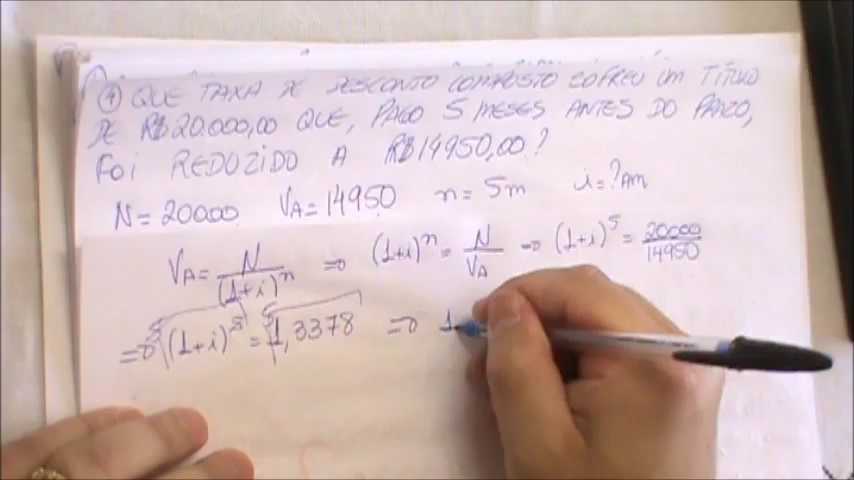 ④ QUE TAXA DE DESCONTO COMPOSTO SOFREU UM TÍTULO
DE R$20.000,00 QUE, PAGO 5 MESES ANTES DO PRAZO,
FOI REDUZIDO A R$14950,00?
N = 20000 VA = 14950 n = 5m i = ? Am
VA = N/(1+i)^n ⇒ (1+i)^n = N/VA ⇒ (1+i)^5 = 20000/14950
⇒ ⁵√(1+i)^5 = ⁵√1,3378 ⇒ 1